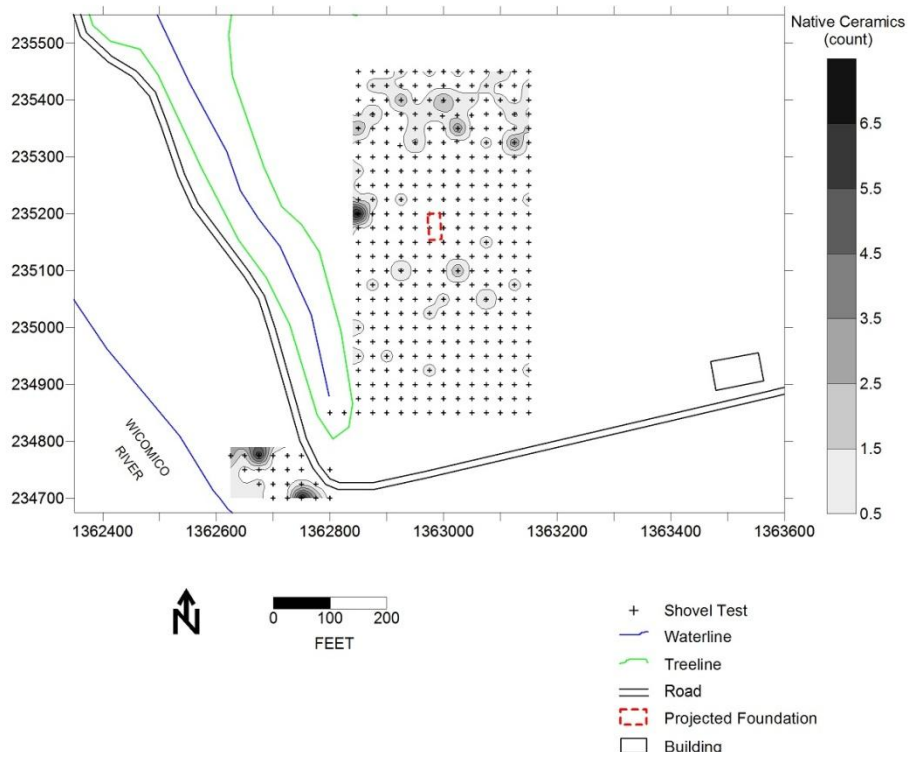 Native Ceramics
(count)
235500
235400
235300
235200
235100
235000
234900
234800
234700
6.5
5.5
4.5
3.5
2.5
1.5
0.5
WICOMICO
RIVER
1362400 1362600 1362800 1363000 1363200 1363400 1363600
N
0 100 200
FEET
Shovel Test
Waterline
Treeline
Road
Projected Foundation
Building